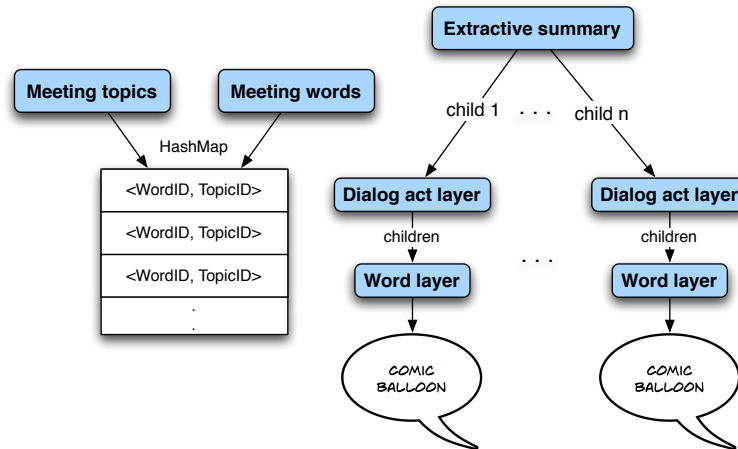 Extractive summary
Meeting topics
Meeting words
child 1
. . .
child n
HashMap
<WordID, TopicID>
<WordID, TopicID>
<WordID, TopicID>
.
.
Dialog act layer
Dialog act layer
children
children
. . .
Word layer
Word layer
COMIC
BALLOON
COMIC
BALLOON